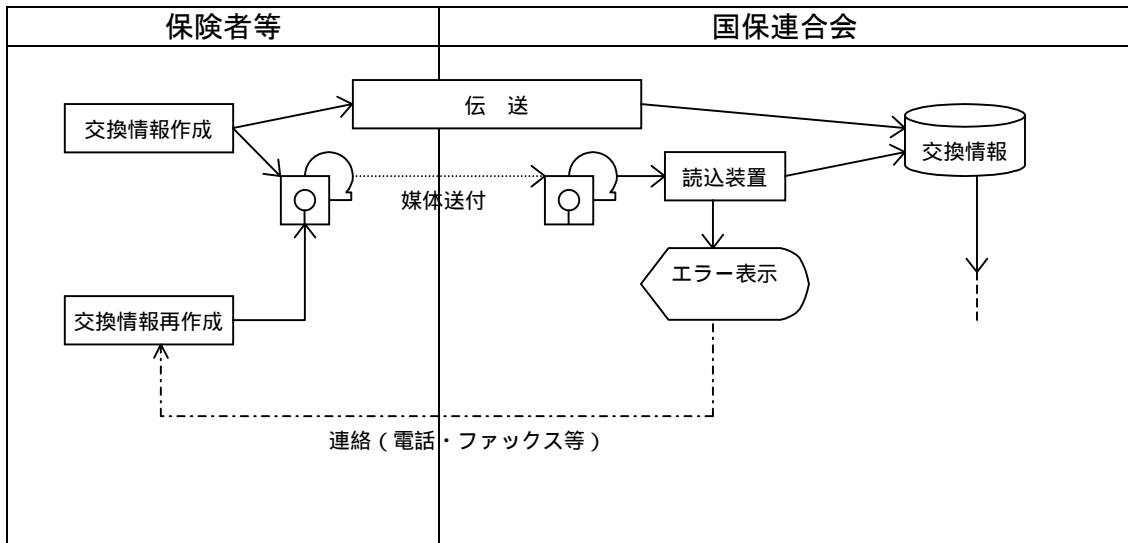 保険者等
国保連合会
伝　送
交換情報作成
交換情報
読込装置
媒体送付
エラー表示
交換情報再作成
連絡（電話・ファックス等）